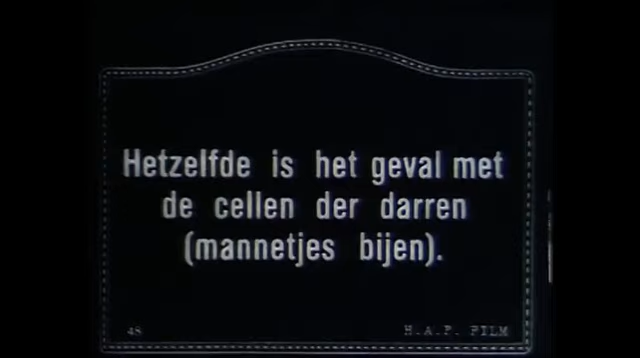 Hetzelfde is het geval met
de cellen der darren
(mannetjes bijen).
48 H.A.P. FILM